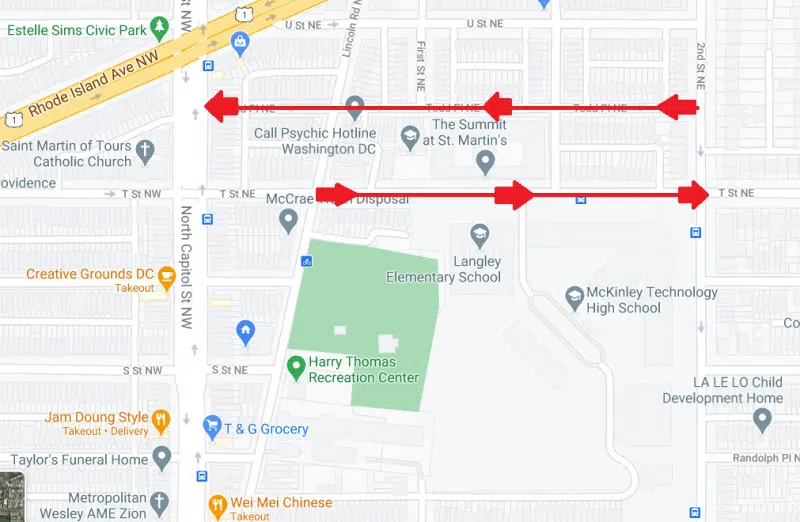 Estelle Sims Civic Park
St NW
1
U St NE
Rhode Island Ave NW
Lincoln Rd N
First St NE
2nd St NE
1
Pl NE
Todd Pl NE
Todd Pl NE
Call Psychic Hotline
Washington DC
The Summit
at St. Martin's
Saint Martin of Tours
Catholic Church
rovidence
T St NW
T St NE
T St NE
McCrae
Disposal
North Capitol St NW
Langley
Elementary School
Creative Grounds DC
Takeout
McKinley Technology
High School
Co
S St NW
S St NE
Harry Thomas
Recreation Center
LA LE LO Child
Development Home
Jam Doung Style
Takeout • Delivery
T & G Grocery
Taylor's Funeral Home
Randolph Pl N
Metropolitan
Wesley AME Zion
Wei Mei Chinese
Takeout